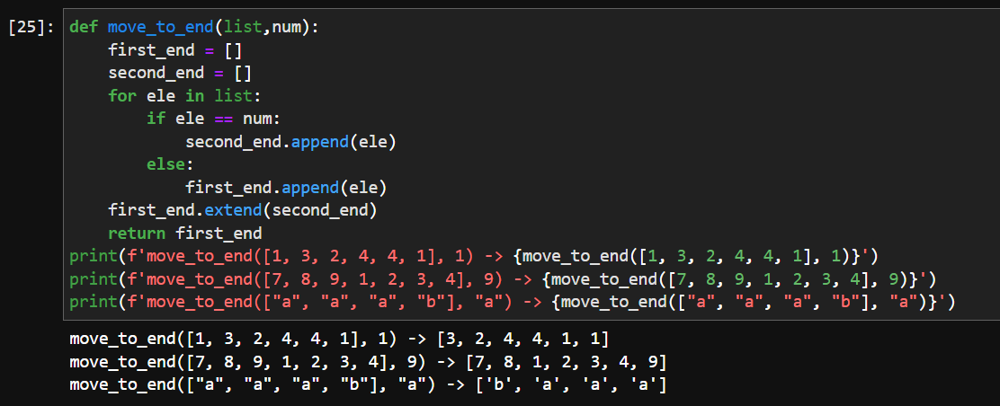 [25]: def move_to_end(list,num):
    first_end = []
    second_end = []
    for ele in list:
        if ele == num:
            second_end.append(ele)
        else:
            first_end.append(ele)
    first_end.extend(second_end)
    return first_end
print(f'move_to_end([1, 3, 2, 4, 4, 1], 1) -> {move_to_end([1, 3, 2, 4, 4, 1], 1)}')
print(f'move_to_end([7, 8, 9, 1, 2, 3, 4], 9) -> {move_to_end([7, 8, 9, 1, 2, 3, 4], 9)}')
print(f'move_to_end(["a", "a", "a", "b"], "a") -> {move_to_end(["a", "a", "a", "b"], "a")}')
move_to_end([1, 3, 2, 4, 4, 1], 1) -> [3, 2, 4, 4, 1, 1]
move_to_end([7, 8, 9, 1, 2, 3, 4], 9) -> [7, 8, 1, 2, 3, 4, 9]
move_to_end(["a", "a", "a", "b"], "a") -> ['b', 'a', 'a', 'a']